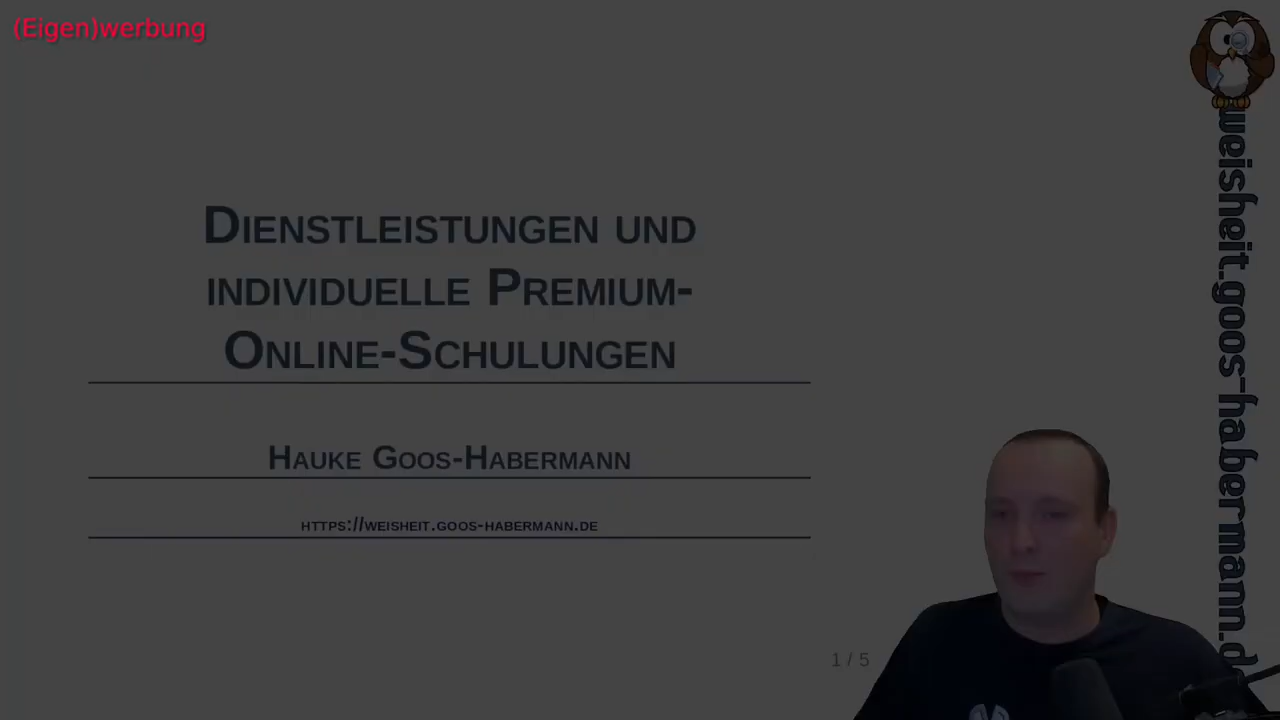 (Eigen)werbung
Dienstleistungen und
individuelle Premium-
Online-Schulungen
Hauke Goos-Habermann
https://weisheit.goos-habermann.de
1 / 5
weisheit.goos-habermann.de